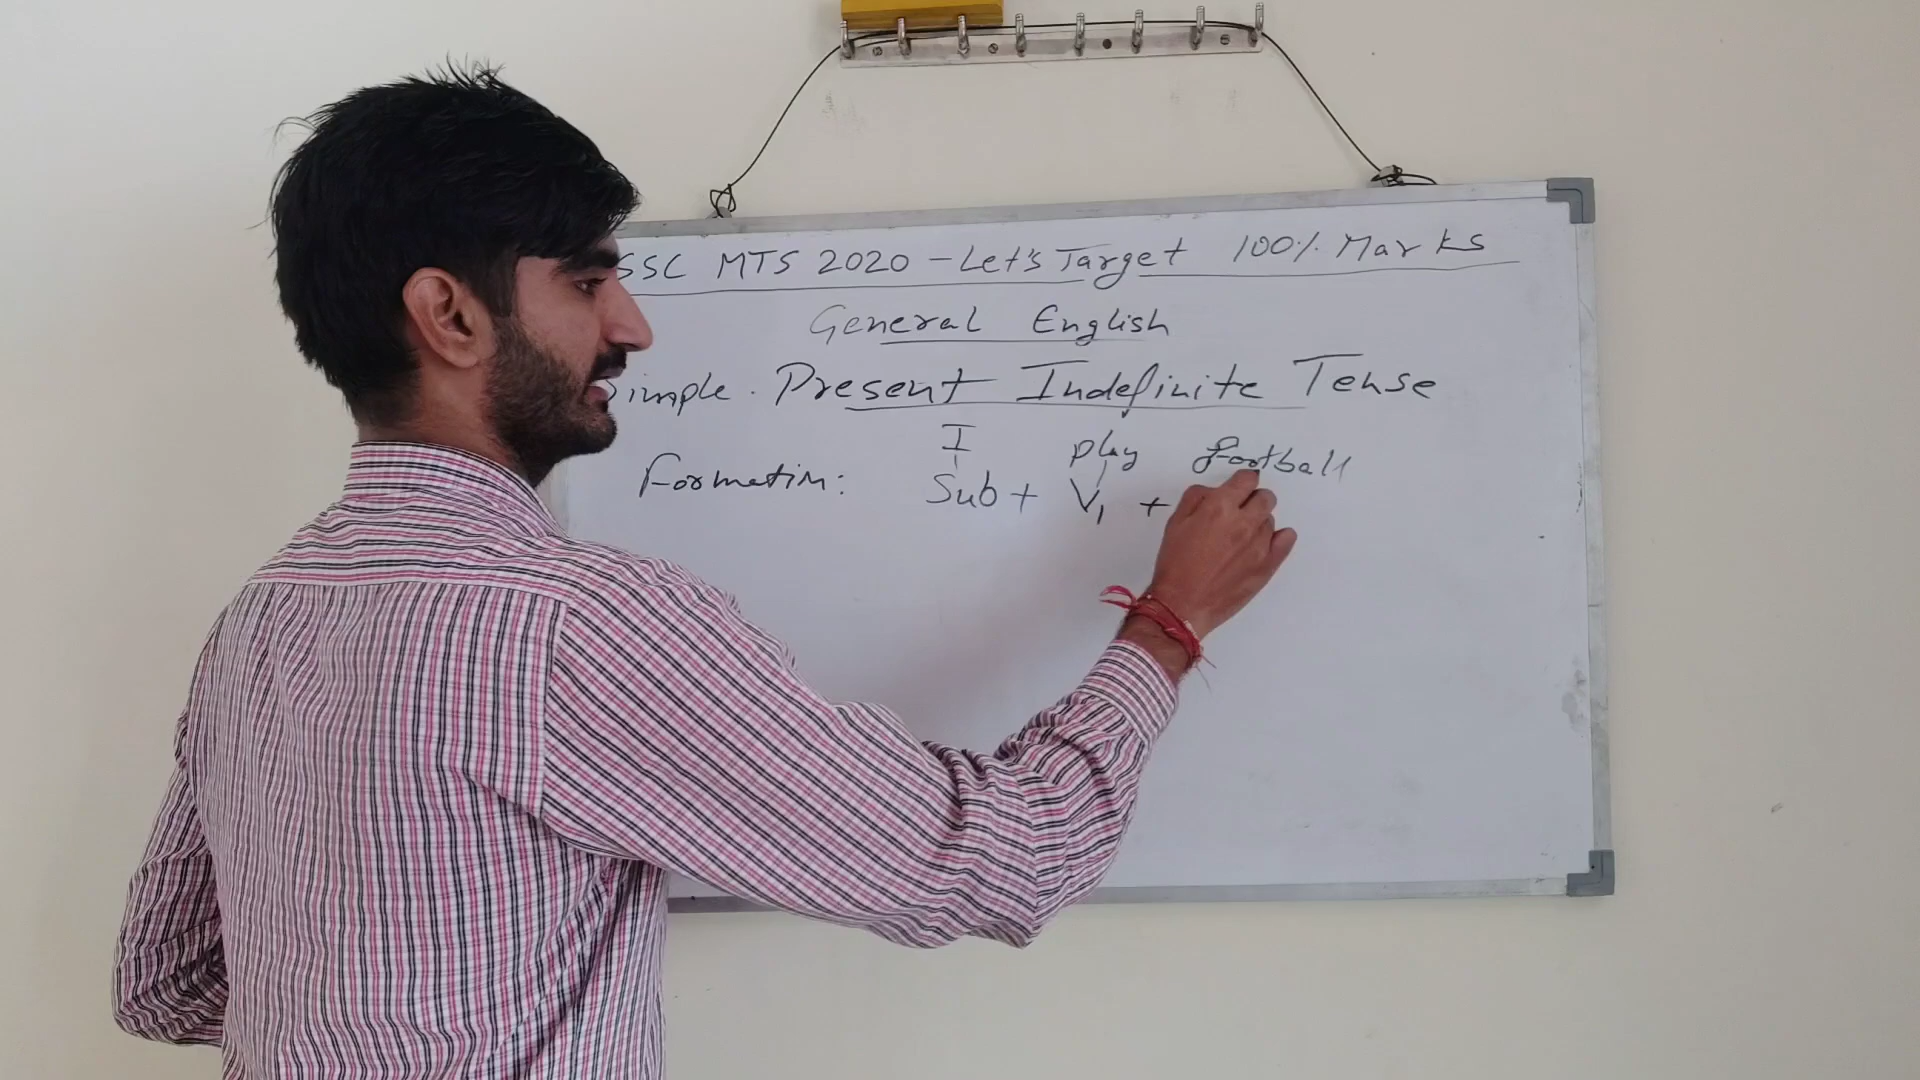 SSC MTS 2020 - Let's Target 100% Marks
General English
Simple Present Indefinite Tense
I play football
Formation: Sub + V1 +